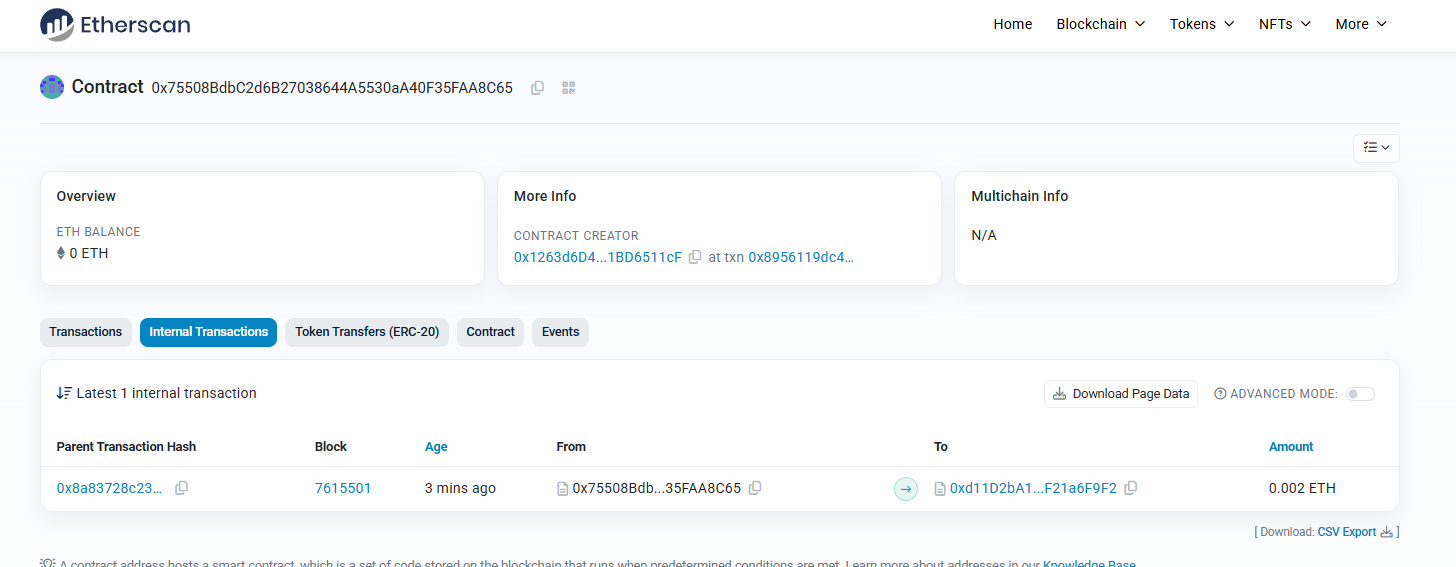 Etherscan
Home Blockchain Tokens NFTs More
Contract 0x75508BdbC2d6B27038644A5530aA40F35FAA8C65
Overview
ETH BALANCE
0 ETH
More Info
CONTRACT CREATOR
0x1263d6D4...1BD6511cF at txn 0x8956119dc4...
Multichain Info
N/A
Transactions Internal Transactions Token Transfers (ERC-20) Contract Events
Latest 1 internal transaction
Download Page Data ADVANCED MODE:
Parent Transaction Hash Block Age From To Amount
0x8a83728c23... 7615501 3 mins ago 0x75508Bdb...35FAA8C65 0xd11D2bA1...F21a6F9F2 0.002 ETH
[ Download: CSV Export ]
A contract address hosts a smart contract, which is a set of code stored on the blockchain that runs when predetermined conditions are met. Learn more about addresses in our Knowledge Base